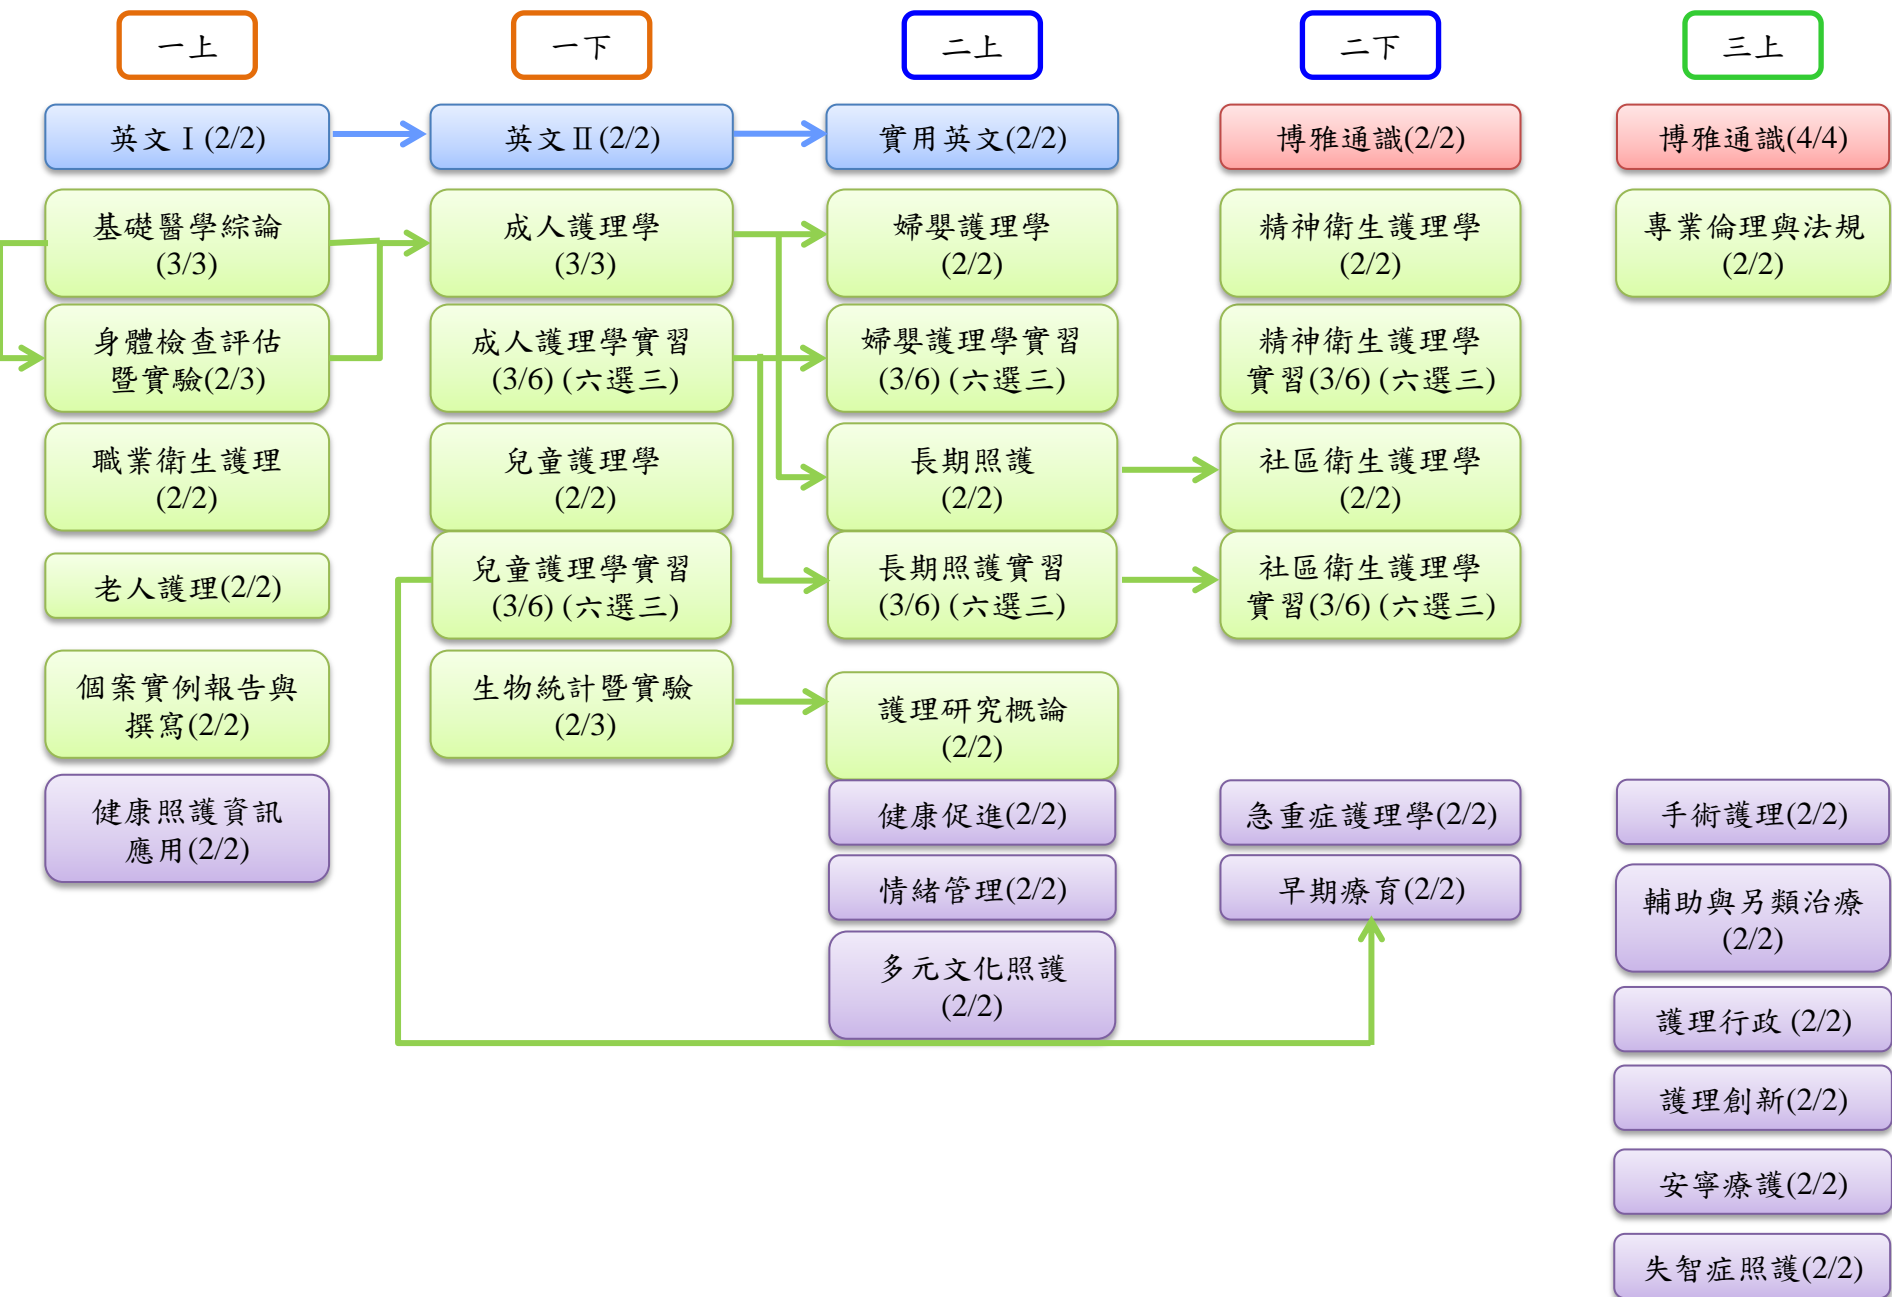 一上
一下
二上
二下
三上
英文Ⅰ(2/2)
英文Ⅱ(2/2)
實用英文(2/2)
博雅通識(2/2)
博雅通識(4/4)
基礎醫學綜論
(3/3)
成人護理學
(3/3)
婦嬰護理學
(2/2)
精神衛生護理學
(2/2)
專業倫理與法規
(2/2)
身體檢查評估
暨實驗(2/3)
成人護理學實習
(3/6) (六選三)
婦嬰護理學實習
(3/6) (六選三)
精神衛生護理學
實習(3/6) (六選三)
職業衛生護理
(2/2)
兒童護理學
(2/2)
長期照護
(2/2)
社區衛生護理學
(2/2)
老人護理(2/2)
兒童護理學實習
(3/6) (六選三)
長期照護實習
(3/6) (六選三)
社區衛生護理學
實習(3/6) (六選三)
個案實例報告與
撰寫(2/2)
生物統計暨實驗
(2/3)
護理研究概論
(2/2)
健康照護資訊
應用(2/2)
健康促進(2/2)
急重症護理學(2/2)
手術護理(2/2)
情緒管理(2/2)
早期療育(2/2)
輔助與另類治療
(2/2)
多元文化照護
(2/2)
護理行政 (2/2)
護理創新(2/2)
安寧療護(2/2)
失智症照護(2/2)